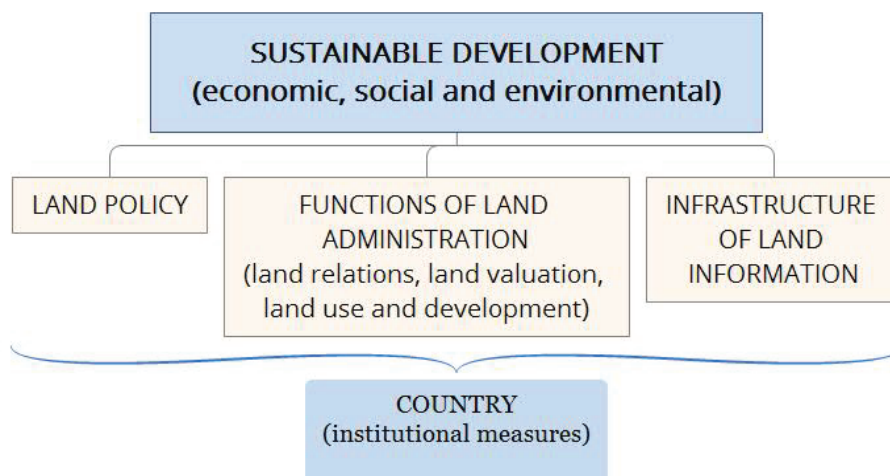 SUSTAINABLE DEVELOPMENT
(economic, social and environmental)
LAND POLICY
FUNCTIONS OF LAND
ADMINISTRATION
(land relations, land valuation,
land use and development)
INFRASTRUCTURE
OF LAND
INFORMATION
COUNTRY
(institutional measures)